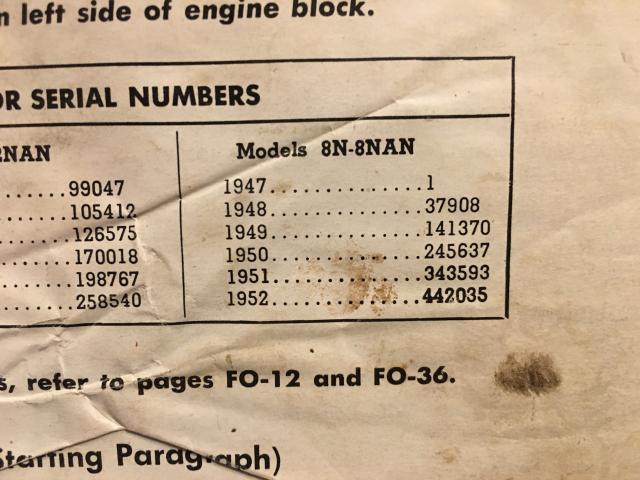 n left side of engine block.
OR SERIAL NUMBERS
NAN
Models 8N-8NAN
......99047
......105412
......126575
......170018
......198767
......258540
1947..............1
1948..............37908
1949..............141370
1950..............245637
1951..............343593
1952..............442035
s, refer to pages FO-12 and FO-36.
Starting Paragraph)